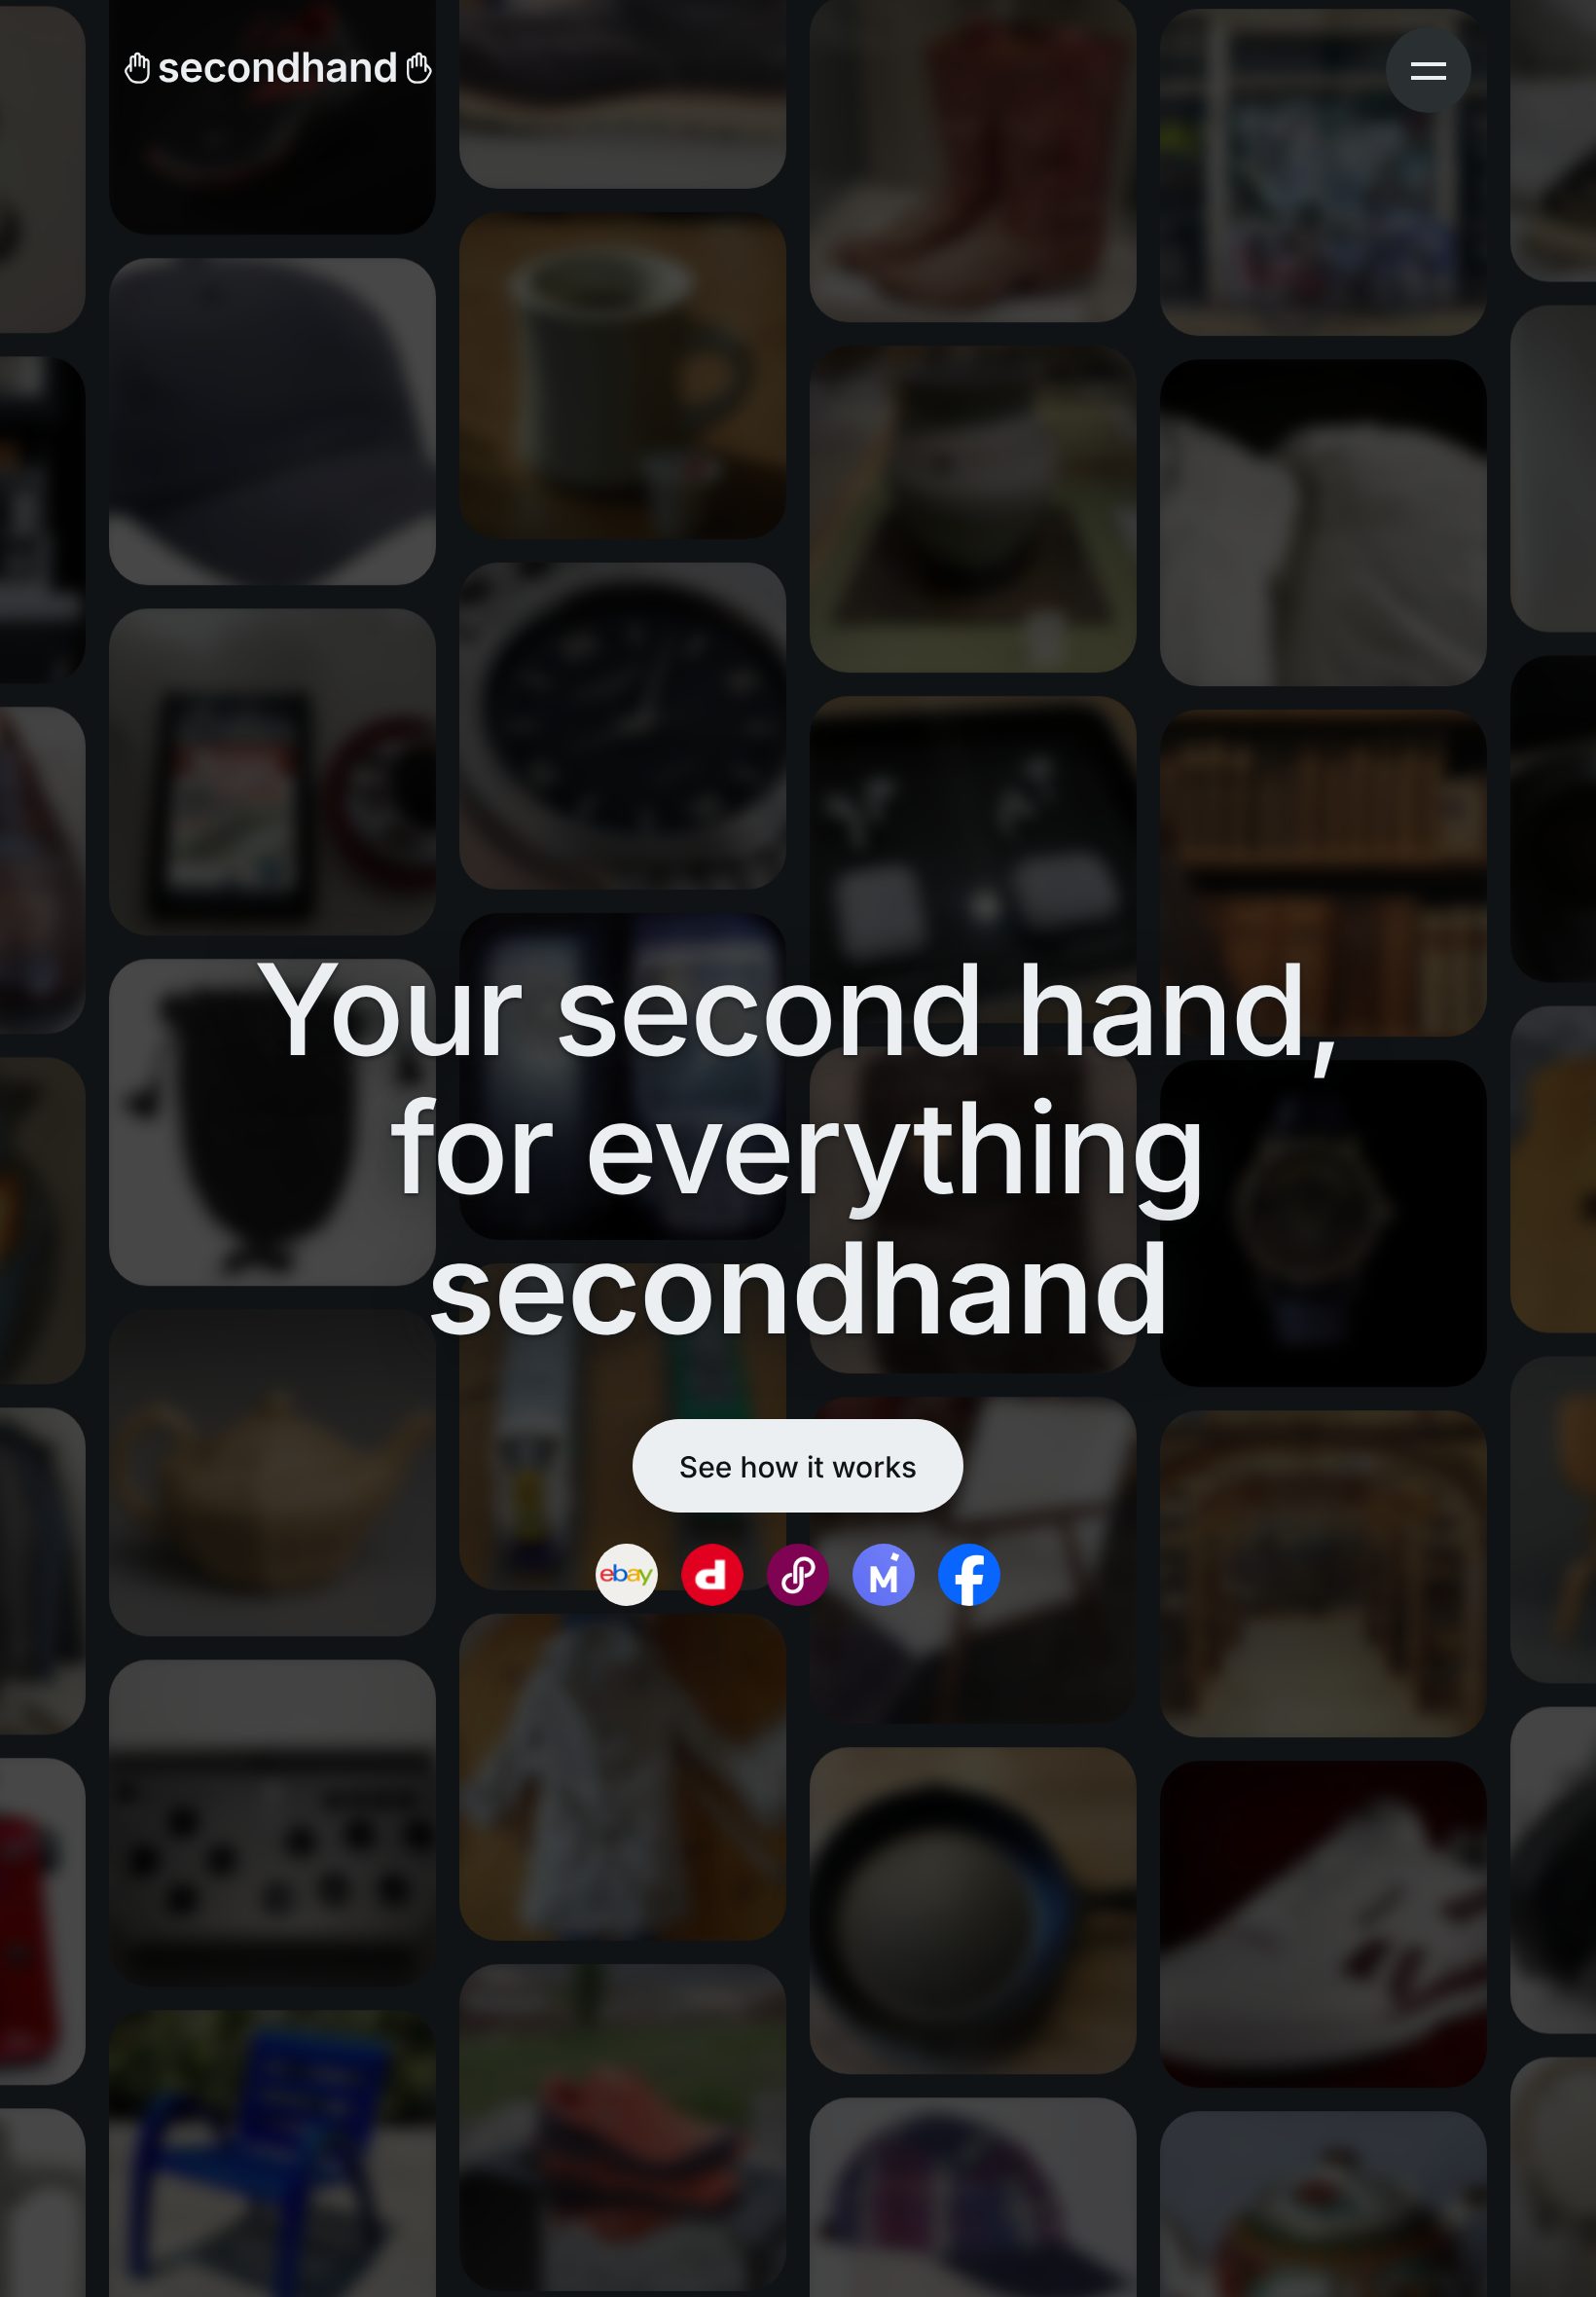 secondhand
Your second hand,
for everything
secondhand
See how it works
ebay